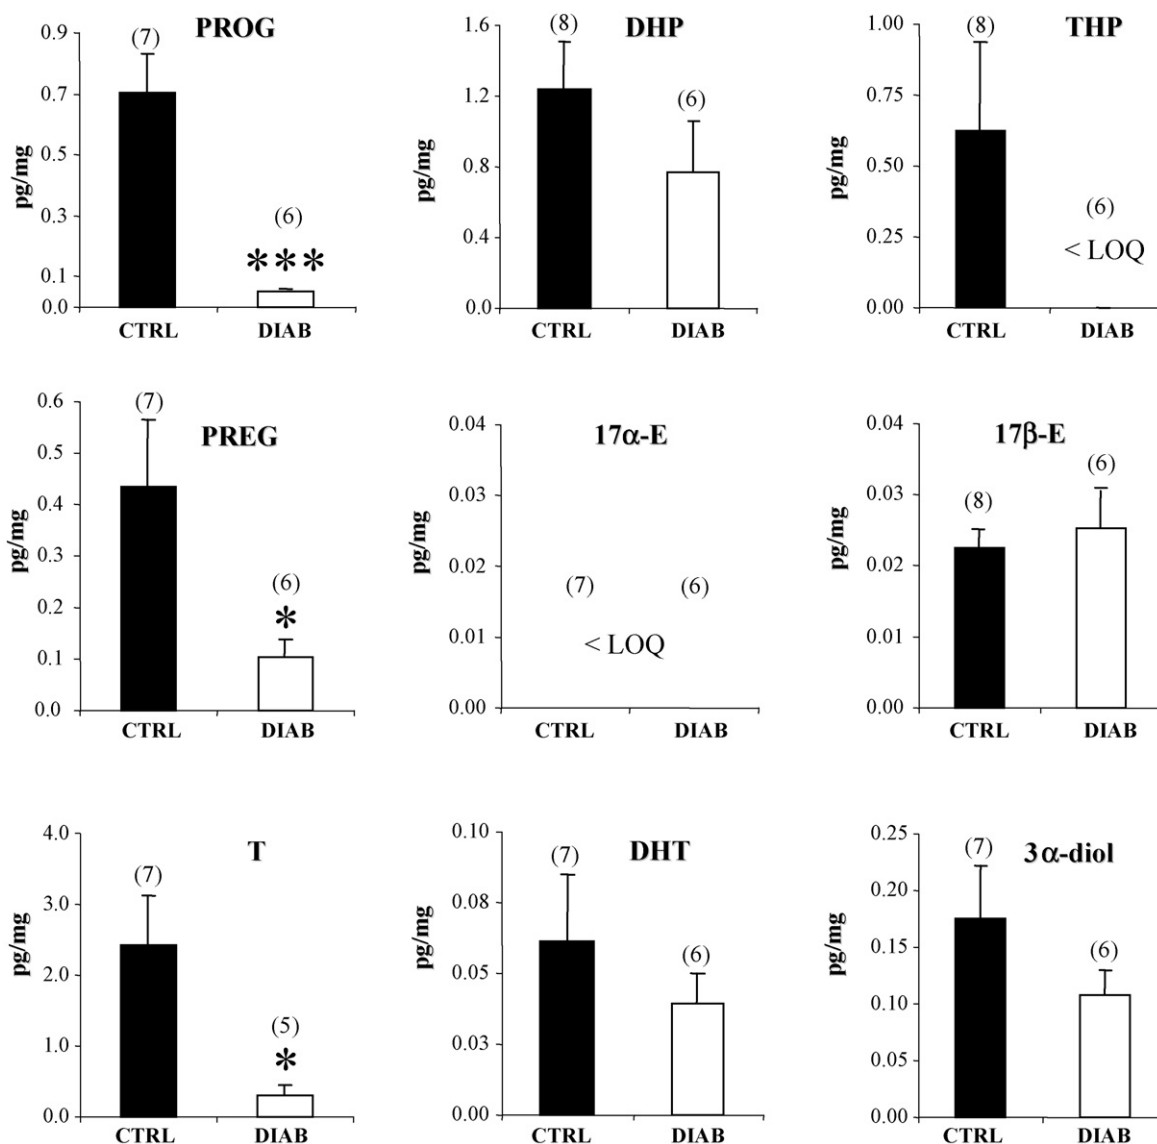 PROG
(7)
0.9
0.7
0.5
0.3
0.1
0.0
pg/mg
(6)
***
CTRL DIAB
DHP
(8)
1.6
1.2
0.8
0.4
0.0
pg/mg
(6)
CTRL DIAB
THP
(8)
1.00
0.75
0.50
0.25
0.00
pg/mg
(6)
< LOQ
CTRL DIAB
PREG
(7)
0.6
0.5
0.4
0.3
0.2
0.1
0.0
pg/mg
(6)
*
CTRL DIAB
17α-E
0.04
0.03
0.02
0.01
0.00
pg/mg
(7) (6)
< LOQ
CTRL DIAB
17β-E
0.04
0.03
0.02
0.01
0.00
pg/mg
(8)
(6)
CTRL DIAB
T
(7)
4.0
3.0
2.0
1.0
0.0
pg/mg
(5)
*
CTRL DIAB
DHT
(7)
0.10
0.08
0.05
0.03
0.00
pg/mg
(6)
CTRL DIAB
3α-diol
(7)
0.25
0.20
0.15
0.10
0.05
0.00
pg/mg
(6)
CTRL DIAB